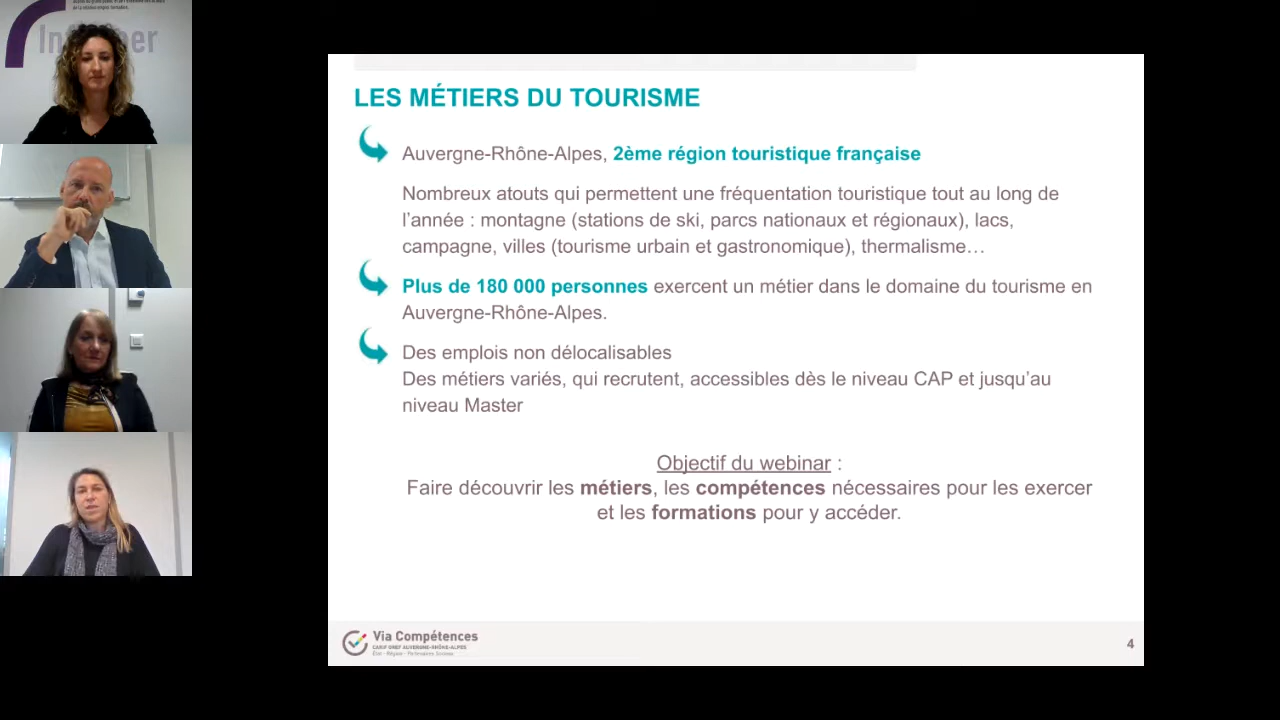 LES MÉTIERS DU TOURISME
Auvergne-Rhône-Alpes, 2ème région touristique française
Nombreux atouts qui permettent une fréquentation touristique tout au long de
l'année : montagne (stations de ski, parcs nationaux et régionaux), lacs,
campagne, villes (tourisme urbain et gastronomique), thermalisme…
Plus de 180 000 personnes exercent un métier dans le domaine du tourisme en
Auvergne-Rhône-Alpes.
Des emplois non délocalisables
Des métiers variés, qui recrutent, accessibles dès le niveau CAP et jusqu'au
niveau Master
Objectif du webinar :
Faire découvrir les métiers, les compétences nécessaires pour les exercer
et les formations pour y accéder.
Via Compétences
CARIF OREF AUVERGNE-RHÔNE-ALPES
État - Région - Partenaires Sociaux
4